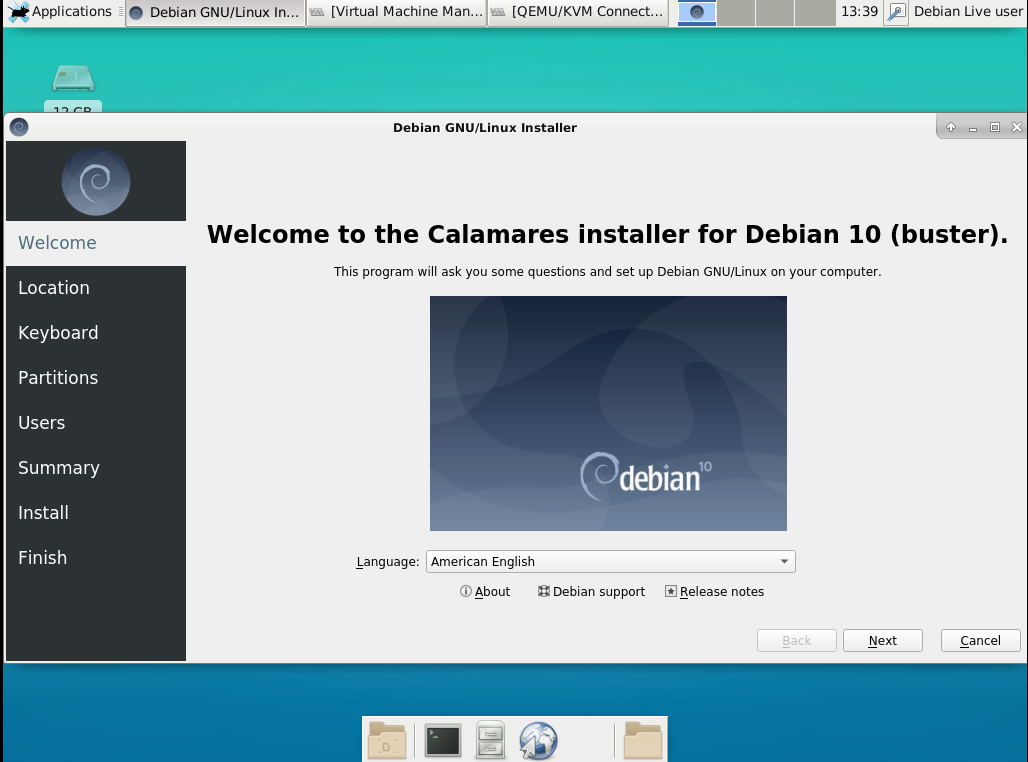 Applications
Debian GNU/Linux In...
[Virtual Machine Man...
[QEMU/KVM Connect...
13:39
Debian Live user
12 GB
Debian GNU/Linux Installer
Welcome
Location
Keyboard
Partitions
Users
Summary
Install
Finish
Welcome to the Calamares installer for Debian 10 (buster).
This program will ask you some questions and set up Debian GNU/Linux on your computer.
debian 10
Language: American English
About Debian support Release notes
Back Next Cancel